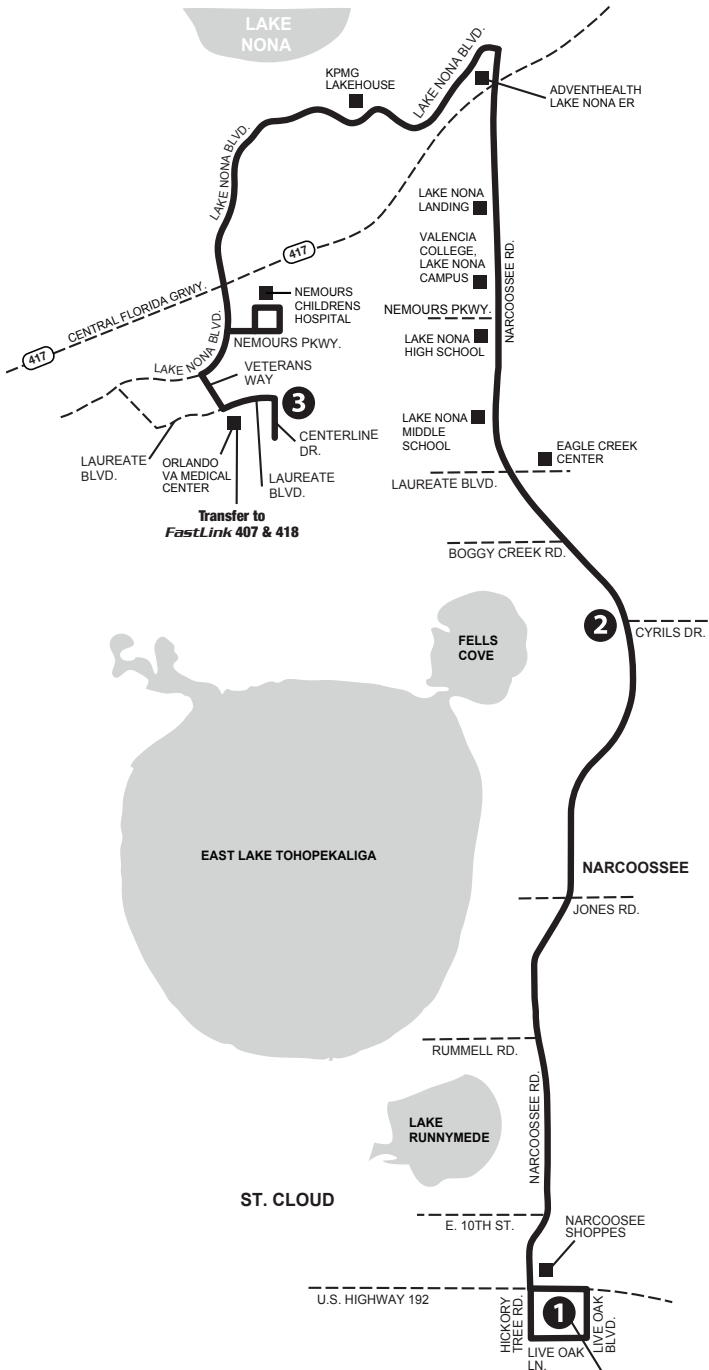 LAKE
NONA
KPMG
LAKEHOUSE
LAKE NONA BLVD.
ADVENTHEALTH
LAKE NONA ER
LAKE NONA BLVD.
LAKE NONA
LANDING
VALENCIA
COLLEGE,
LAKE NONA
CAMPUS
NARCOOSSEE RD.
417
CENTRAL FLORIDA GRWY.
417
NEMOURS
CHILDRENS
HOSPITAL
NEMOURS PKWY.
NEMOURS PKWY.
LAKE NONA
HIGH SCHOOL
LAKE NONA BLVD.
VETERANS
WAY
3
LAKE NONA
MIDDLE
SCHOOL
CENTERLINE
DR.
EAGLE CREEK
CENTER
LAUREATE
BLVD.
ORLANDO
VA MEDICAL
CENTER
LAUREATE
BLVD.
LAUREATE BLVD.
Transfer to
FastLink 407 & 418
BOGGY CREEK RD.
2
CYRILS DR.
FELLS
COVE
EAST LAKE TOHOPEKALIGA
NARCOOSSEE
JONES RD.
RUMMELL RD.
NARCOOSSEE RD.
LAKE
RUNNYMEDE
ST. CLOUD
E. 10TH ST.
NARCOOSEE
SHOPPES
U.S. HIGHWAY 192
HICKORY
TREE RD.
1
LIVE OAK
BLVD.
LIVE OAK
LN.